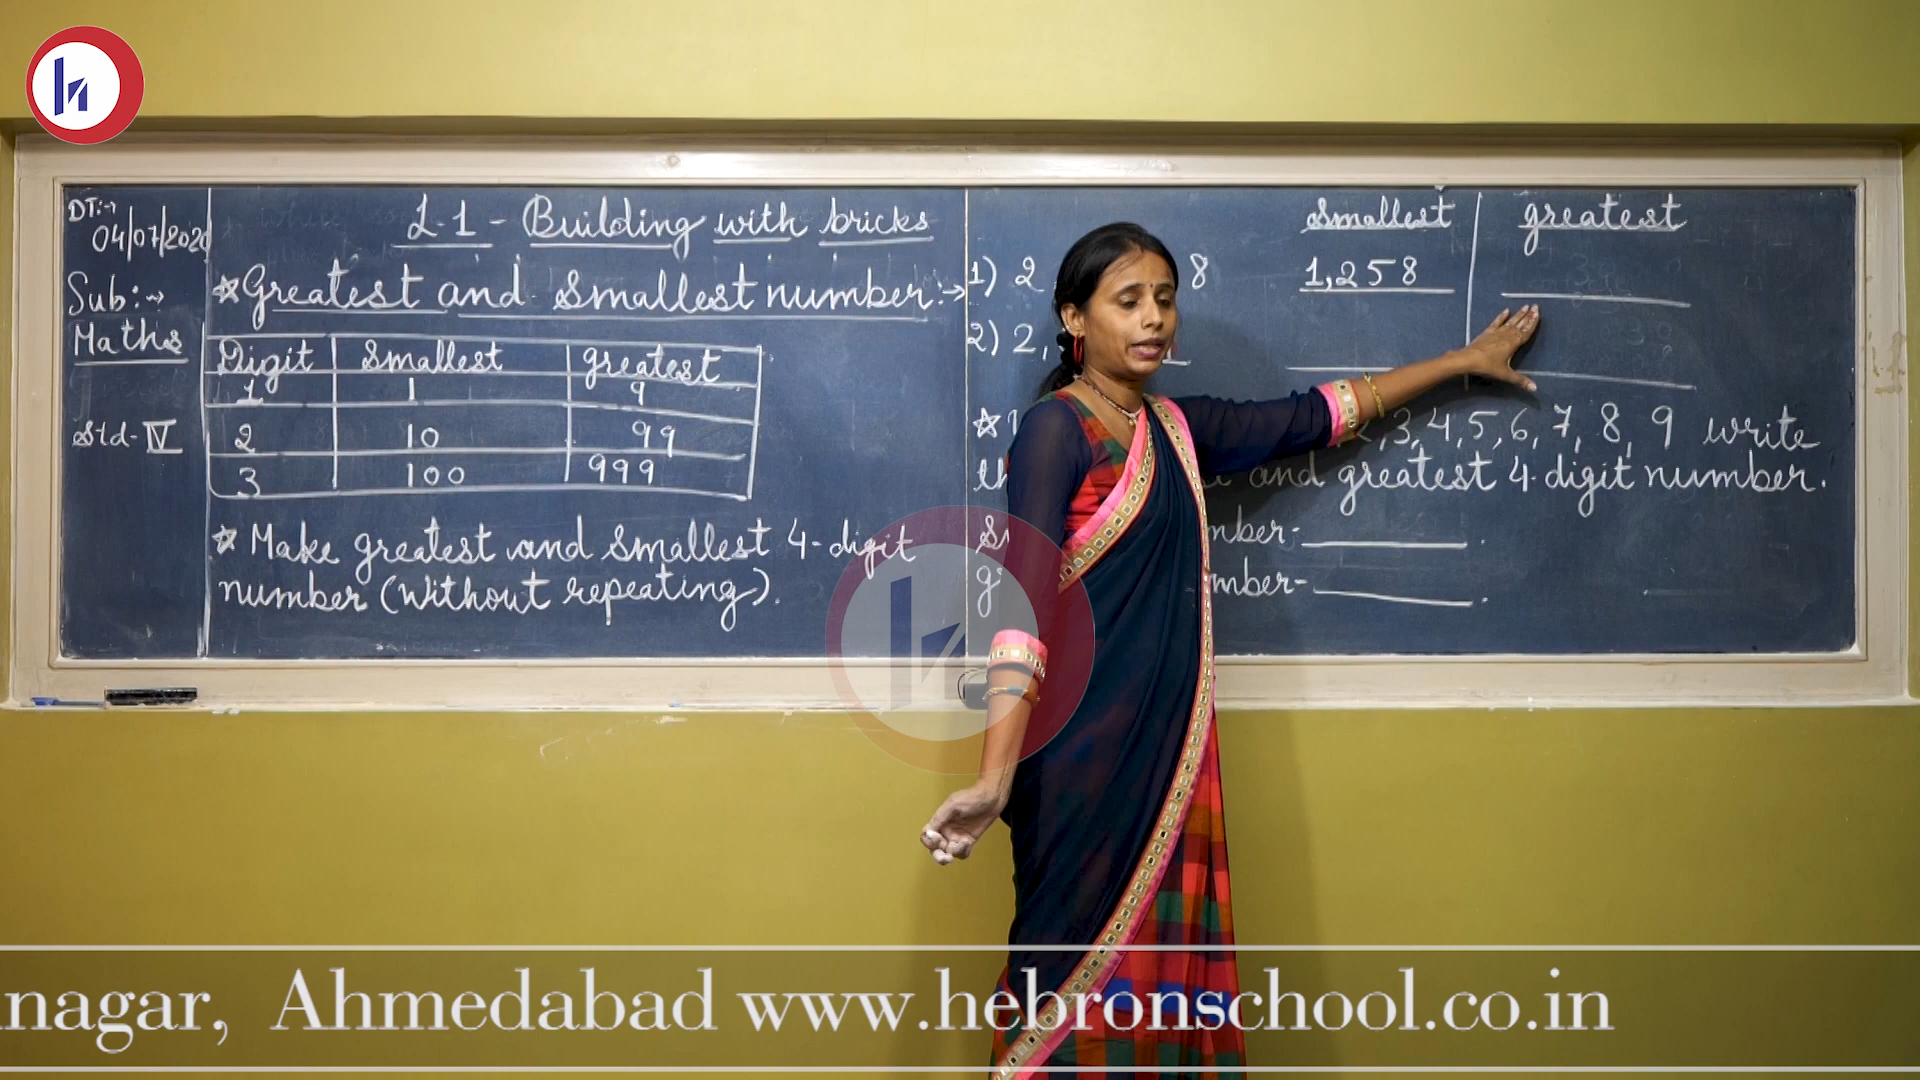 DT:→
04/07/2020
Sub:→
Maths
Std-IV
L.1 - Building with bricks
☆Greatest and smallest number:→
Digit smallest greatest
1 1 9
2 10 99
3 100 999
☆ Make greatest and smallest 4-digit
number (without repeating).
smallest greatest
1) 2 8 1,258
2) 2,
☆ 2,3,4,5,6,7,8,9 write
and greatest 4-digit number.
mber- .
mber- .
nagar, Ahmedabad www.hebronschool.co.in